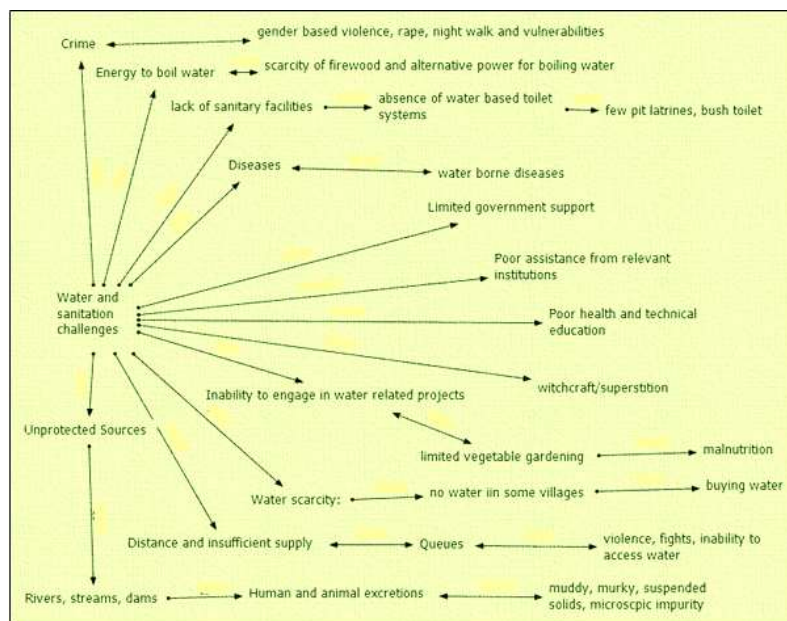 gender based violence, rape, night walk and vulnerabilities
Crime
Energy to boil water
scarcity of firewood and alternative power for boiling water
lack of sanitary facilities
absence of water based toilet
systems
few pit latrines, bush toilet
Diseases
water borne diseases
Limited government support
Poor assistance from relevant
institutions
Water and
sanitation
challenges
Poor health and technical
education
witchcraft/superstition
Inability to engage in water related projects
Unprotected Sources
limited vegetable gardening
malnutrition
Water scarcity:
no water iin some villages
buying water
Distance and insufficient supply
Queues
violence, fights, inability to
access water
Rivers, streams, dams
Human and animal excretions
muddy, murky, suspended
solids, microscpic impurity